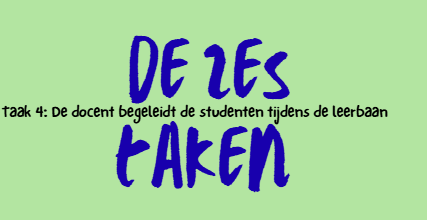 DE ZES
Taak 4: De docent begeleidt de studenten tijdens de leerbaan
TAKEN